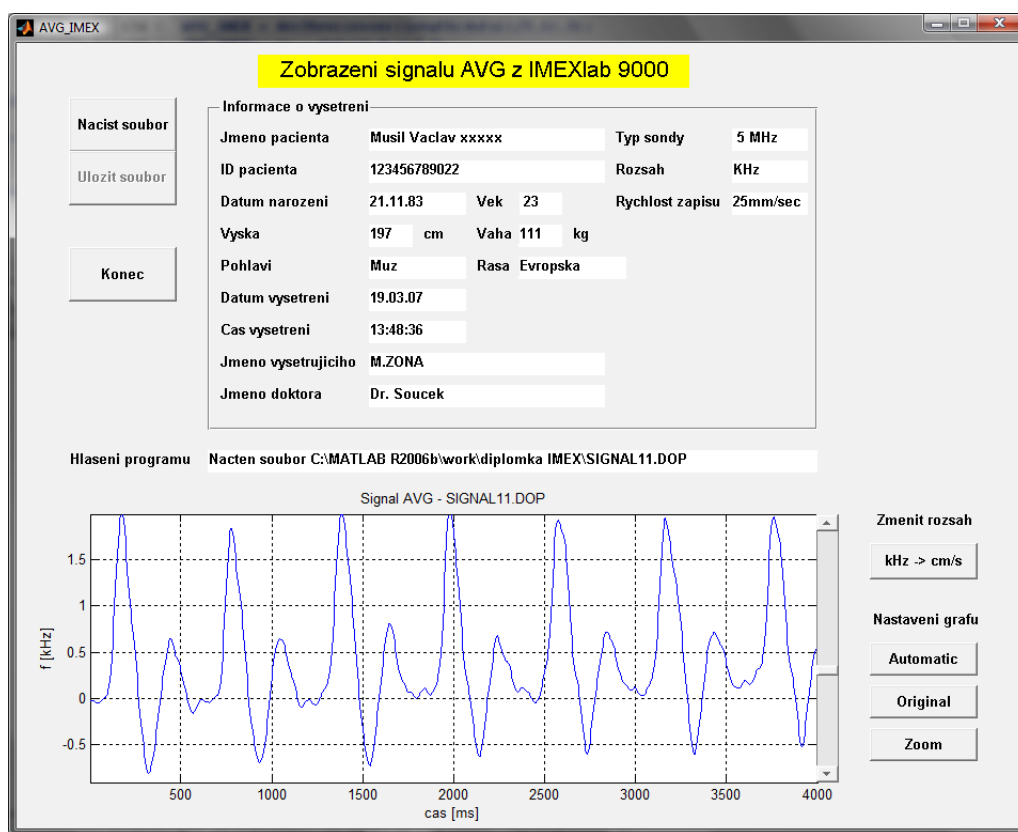 AVG_IMEX
Zobrazeni signalu AVG z IMEXlab 9000
Nacist soubor
Ulozit soubor
Konec
Informace o vysetreni
Jmeno pacienta Musil Vaclav xxxxx Typ sondy 5 MHz
ID pacienta 123456789022 Rozsah KHz
Datum narozeni 21.11.83 Vek 23 Rychlost zapisu 25mm/sec
Vyska 197 cm Vaha 111 kg
Pohlavi Muz Rasa Evropska
Datum vysetreni 19.03.07
Cas vysetreni 13:48:36
Jmeno vysetrujiciho M.ZONA
Jmeno doktora Dr. Soucek
Hlaseni programu Nacten soubor C:\MATLAB R2006b\work\diplomka IMEX\SIGNAL11.DOP
Signal AVG - SIGNAL11.DOP
f [kHz]
1.5
1
0.5
0
-0.5
500 1000 1500 2000 2500 3000 3500 4000
cas [ms]
Zmenit rozsah
kHz -> cm/s
Nastaveni grafu
Automatic
Original
Zoom